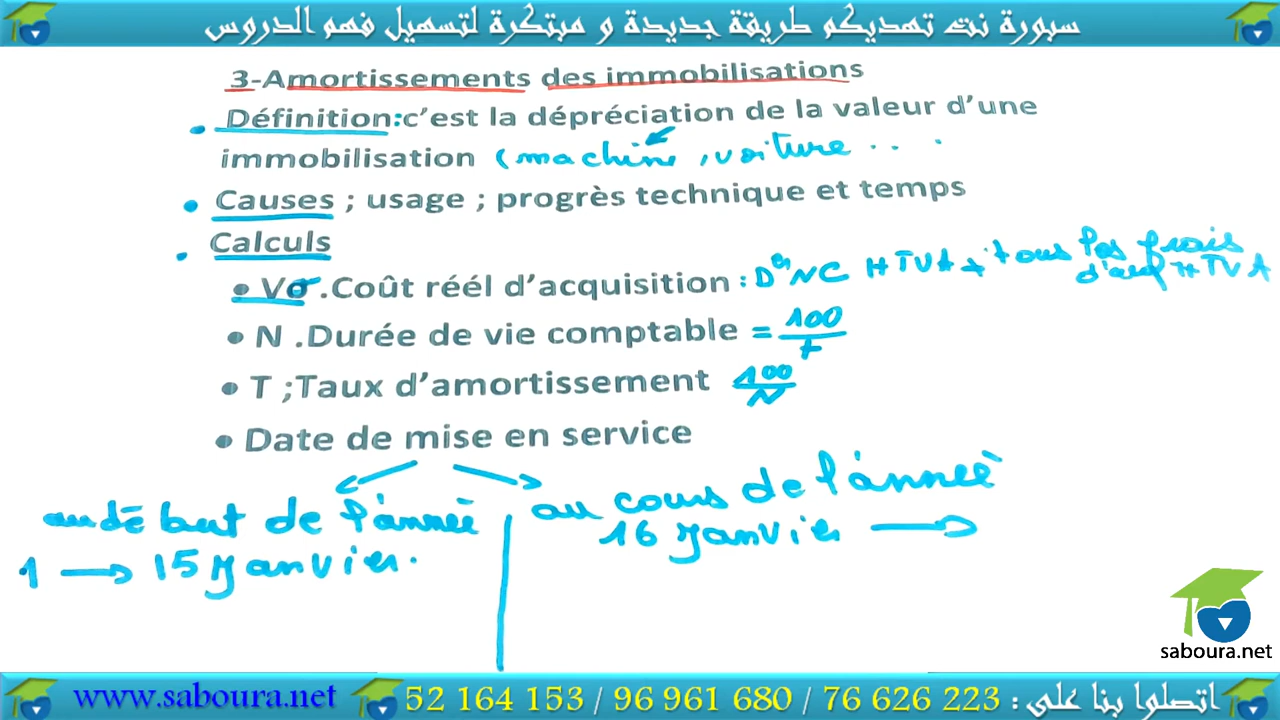 سبورة نت تهديكم طريقة جديدة و مبتكرة لتسهيل فهم الدروس
3-Amortissements des immobilisations
Définition:c’est la dépréciation de la valeur d’une
immobilisation (machine, voiture .. ..
Causes ; usage ; progrès technique et temps
Calculs
• V0 .Coût réél d’acquisition : Der NC HTVA + tous les frais
d'acq HTVA
• N .Durée de vie comptable = 100/t
• T ;Taux d’amortissement 100/N
• Date de mise en service
au début de l'année
1 → 15 Janvier.
au cours de l'année
16 Janvier →
saboura.net
www.saboura.net
52 164 153 / 96 961 680 / 76 626 223 : اتصلوا بنا على